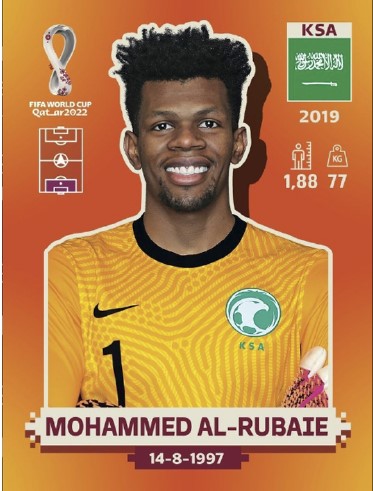 FIFA WORLD CUP
Qatar2022
KSA
2019
KG
1,88 77
1
KSA
MOHAMMED AL-RUBAIE
14-8-1997